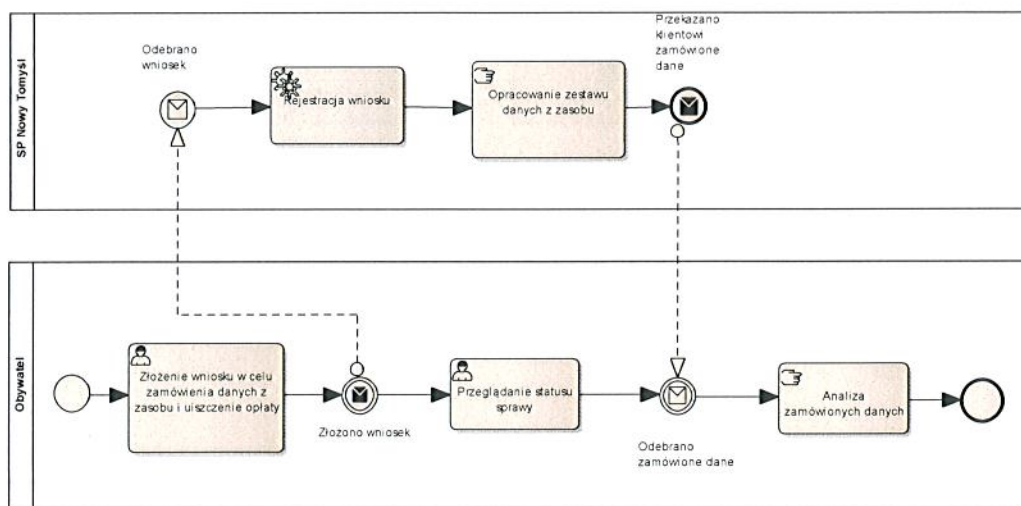 SP Nowy Tomyśl
Odebrano
wniosek
Rejestracja wniosku
Opracowanie zestawu
danych z zasobu
Przekazano
klientowi
zamówione
dane
Obywatel
Złożenie wniosku w celu
zamówienia danych z
zasobu i uiszczenie opłaty
Złożono wniosek
Przeglądanie statusu
sprawy
Odebrano
zamówione dane
Analiza
zamówionych danych